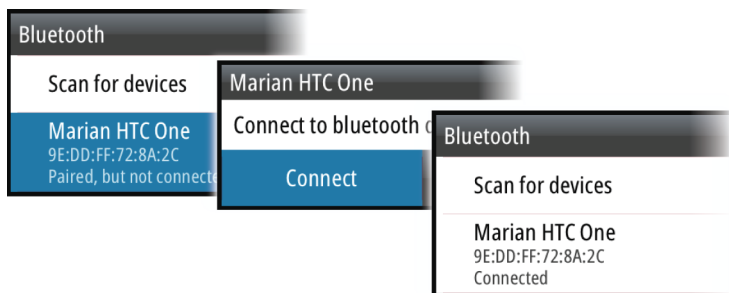 Bluetooth
Scan for devices
Marian HTC One
9E:DD:FF:72:8A:2C
Paired, but not connecte
Marian HTC One
Connect to bluetooth
Connect
Bluetooth
Scan for devices
Marian HTC One
9E:DD:FF:72:8A:2C
Connected